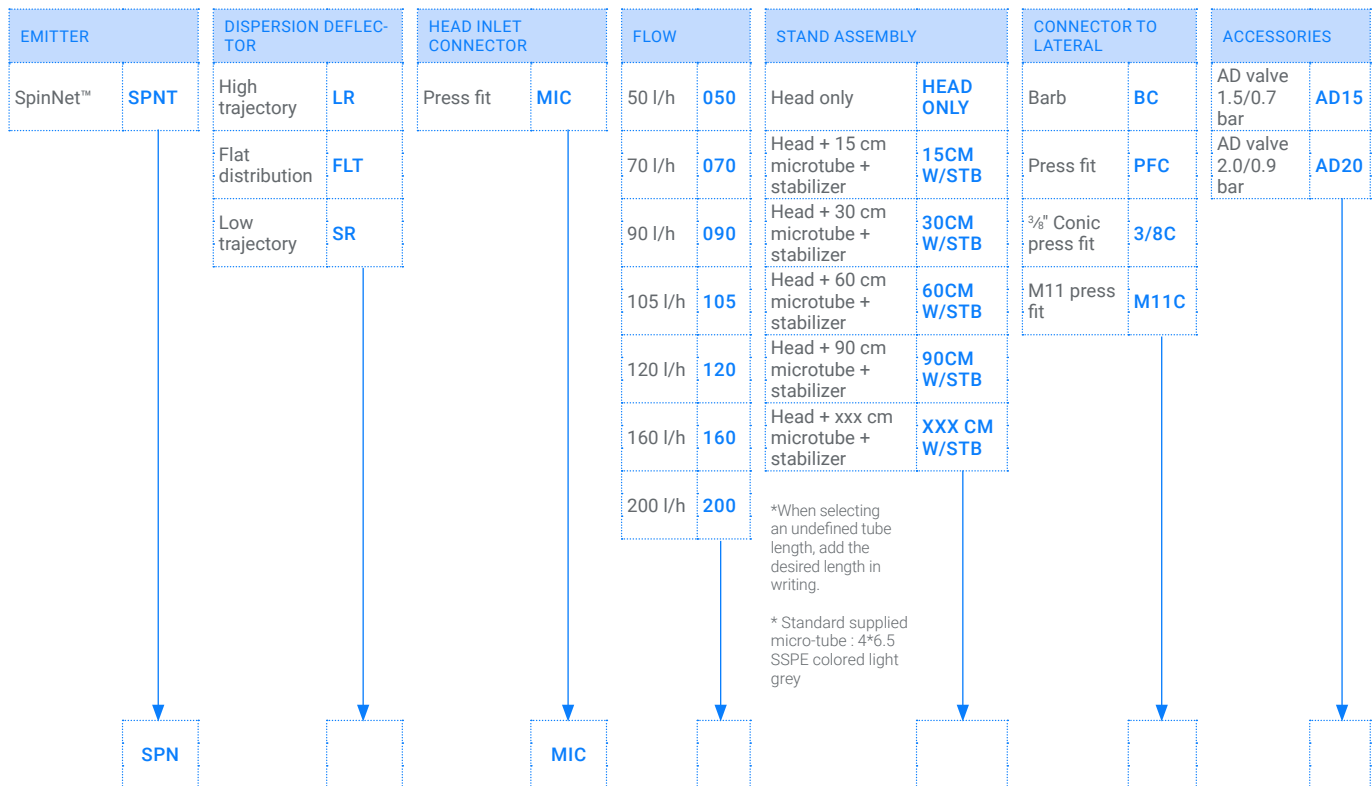 EMITTER
DISPERSION DEFLEC-
TOR
HEAD INLET
CONNECTOR
FLOW
STAND ASSEMBLY
CONNECTOR TO
LATERAL
ACCESSORIES
SpinNet™
SPNT
High
trajectory
LR
Press fit
MIC
50 l/h
050
Head only
HEAD
ONLY
Barb
BC
AD valve
1.5/0.7
bar
AD15
Flat
distribution
FLT
70 l/h
070
Head + 15 cm
microtube +
stabilizer
15CM
W/STB
Press fit
PFC
AD valve
2.0/0.9
bar
AD20
Low
trajectory
SR
90 l/h
090
Head + 30 cm
microtube +
stabilizer
30CM
W/STB
⅜" Conic
press fit
3/8C
105 l/h
105
Head + 60 cm
microtube +
stabilizer
60CM
W/STB
M11 press
fit
M11C
120 l/h
120
Head + 90 cm
microtube +
stabilizer
90CM
W/STB
160 l/h
160
Head + xxx cm
microtube +
stabilizer
XXX CM
W/STB
200 l/h
200
*When selecting
an undefined tube
length, add the
desired length in
writing.
* Standard supplied
micro-tube : 4*6.5
SSPE colored light
grey
SPN
MIC